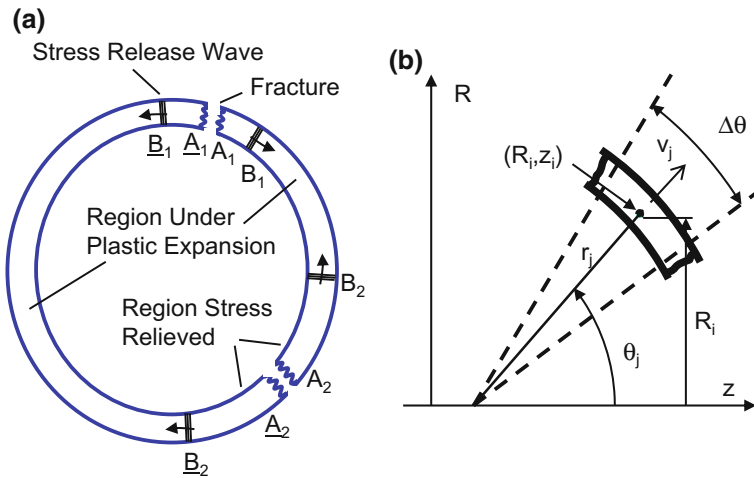 (a)
Stress Release Wave
Fracture
B1
A1
A1
B1
Region Under
Plastic Expansion
B2
Region Stress
Relieved
A2
A2
B2
(b)
R
Δθ
(Ri,zi)
vj
rj
Ri
θj
z